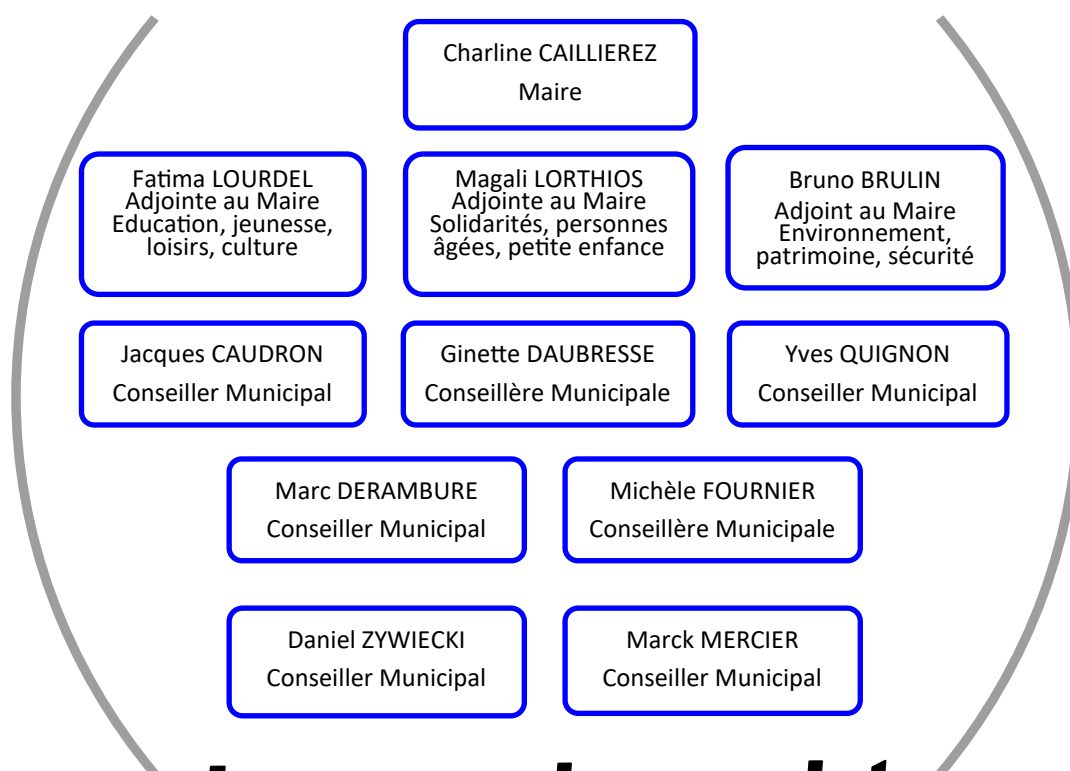 Charline CAILLIEREZ
Maire
Fatima LOURDEL
Adjointe au Maire
Education, jeunesse,
loisirs, culture
Magali LORTHIOS
Adjointe au Maire
Solidarités, personnes
âgées, petite enfance
Bruno BRULIN
Adjoint au Maire
Environnement,
patrimoine, sécurité
Jacques CAUDRON
Conseiller Municipal
Ginette DAUBRESSE
Conseillère Municipale
Yves QUIGNON
Conseiller Municipal
Marc DERAMBURE
Conseiller Municipal
Michèle FOURNIER
Conseillère Municipale
Daniel ZYWIECKI
Conseiller Municipal
Marck MERCIER
Conseiller Municipal